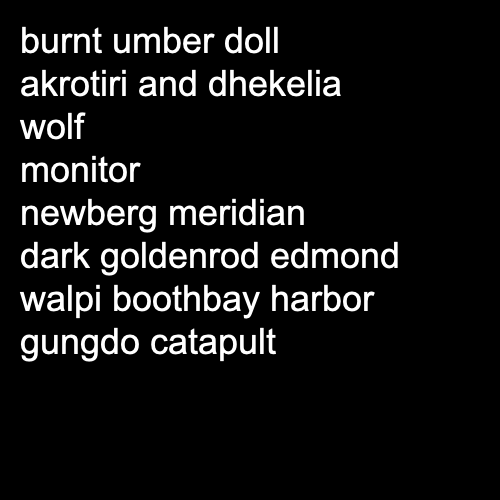 burnt umber doll
akrotiri and dhekelia
wolf
monitor
newberg meridian
dark goldenrod edmond
walpi boothbay harbor
gungdo catapult